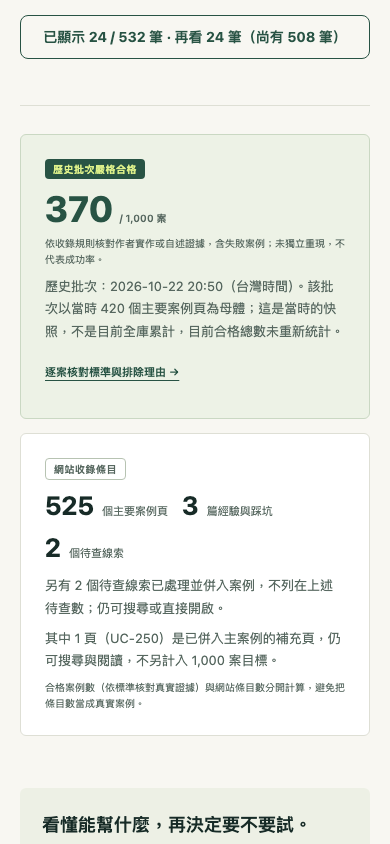 已顯示 24 / 532 筆 · 再看 24 筆（尚有 508 筆）
歷史批次嚴格合格
370 / 1,000 案
依收錄規則核對作者實作或自述證據，含失敗案例；未獨立重現，不
代表成功率。
歷史批次：2026-10-22 20:50（台灣時間）。該批
次以當時 420 個主要案例頁為母體；這是當時的快
照，不是目前全庫累計，目前合格總數未重新統計。
逐案核對標準與排除理由 →
網站收錄條目
525 個主要案例頁 3 篇經驗與踩坑
2 個待查線索
另有 2 個待查線索已處理並併入案例，不列在上述
待查數；仍可搜尋或直接開啟。
其中 1 頁（UC-250）是已併入主案例的補充頁，仍
可搜尋與閱讀，不另計入 1,000 案目標。
合格案例數（依標準核對真實證據）與網站條目數分開計算，避免把
條目數當成真實案例。
看懂能幫什麼，再決定要不要試。